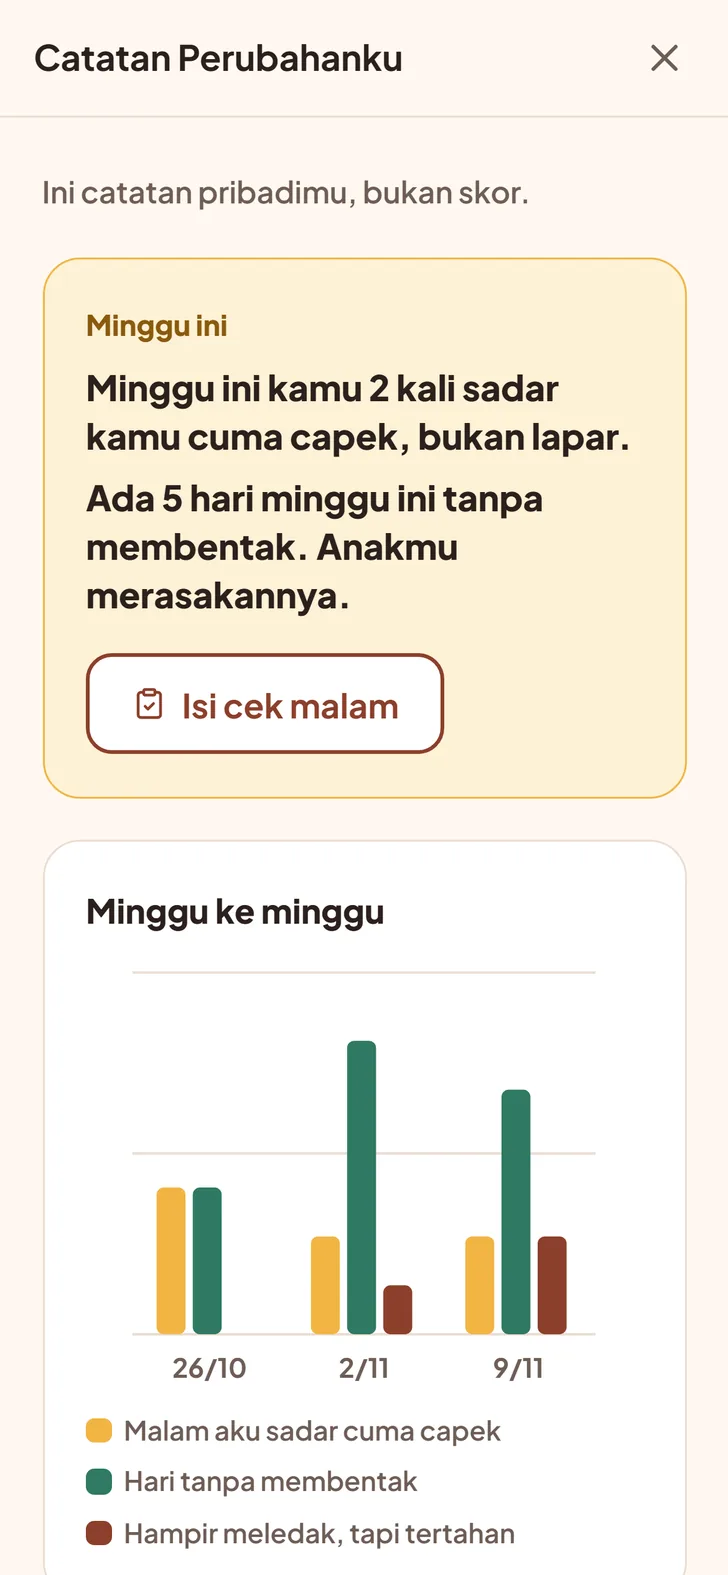 Catatan Perubahanku
Ini catatan pribadimu, bukan skor.
Minggu ini
Minggu ini kamu 2 kali sadar
kamu cuma capek, bukan lapar.
Ada 5 hari minggu ini tanpa
membentak. Anakmu
merasakannya.
Isi cek malam
Minggu ke minggu
26/10
2/11
9/11
Malam aku sadar cuma capek
Hari tanpa membentak
Hampir meledak, tapi tertahan